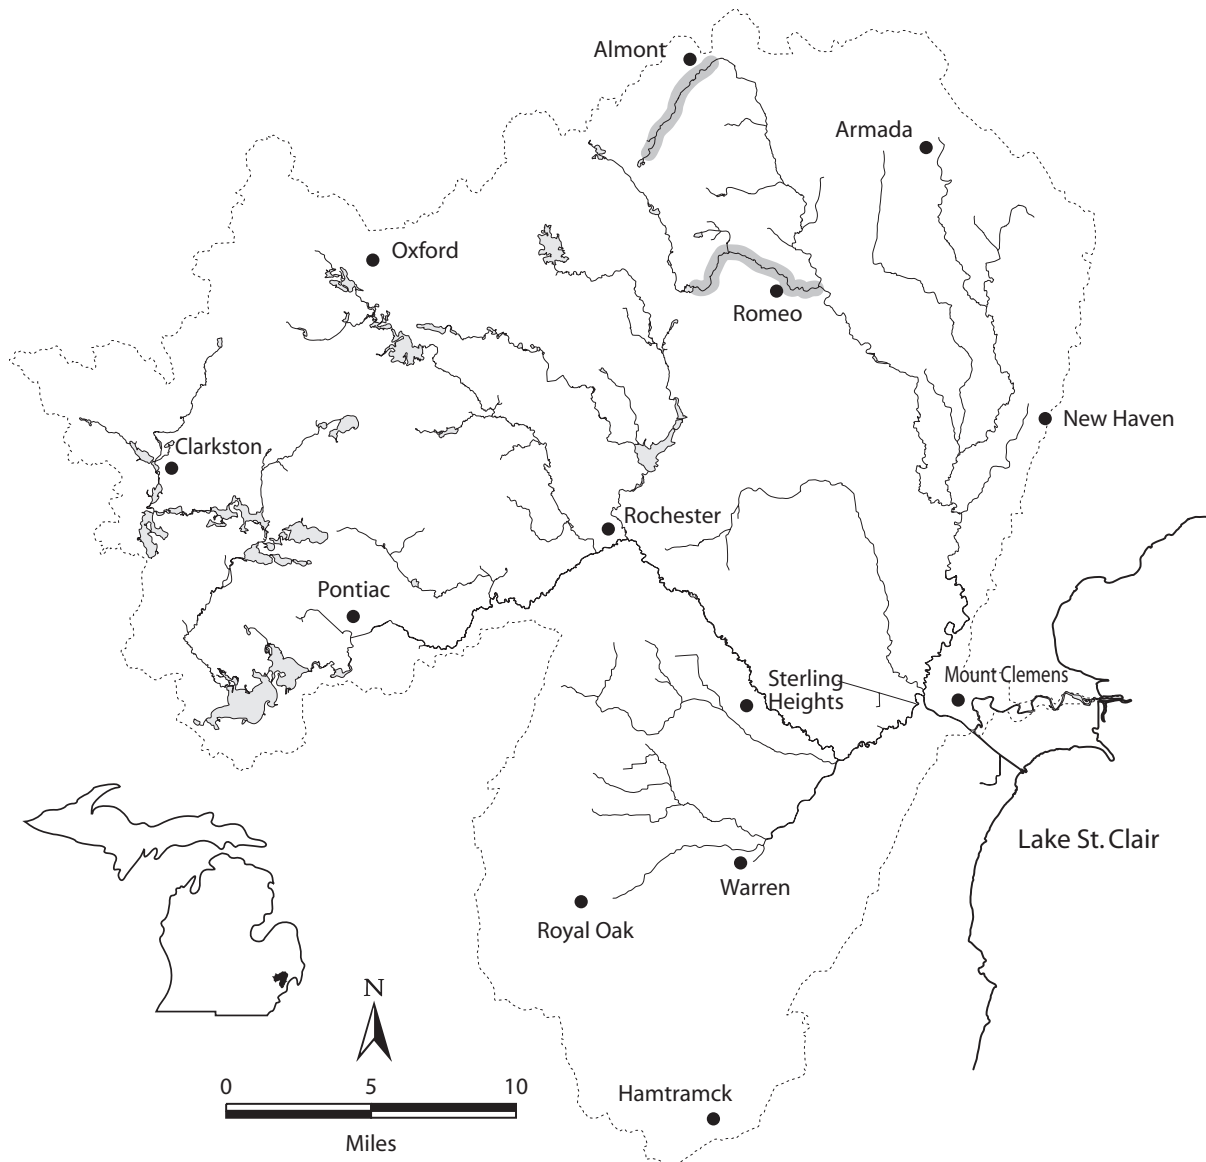 Almont
Armada
Oxford
Romeo
New Haven
Clarkston
Rochester
Pontiac
Mount Clemens
Sterling
Heights
Lake St. Clair
Warren
Royal Oak
N
0 5 10
Miles
Hamtramck